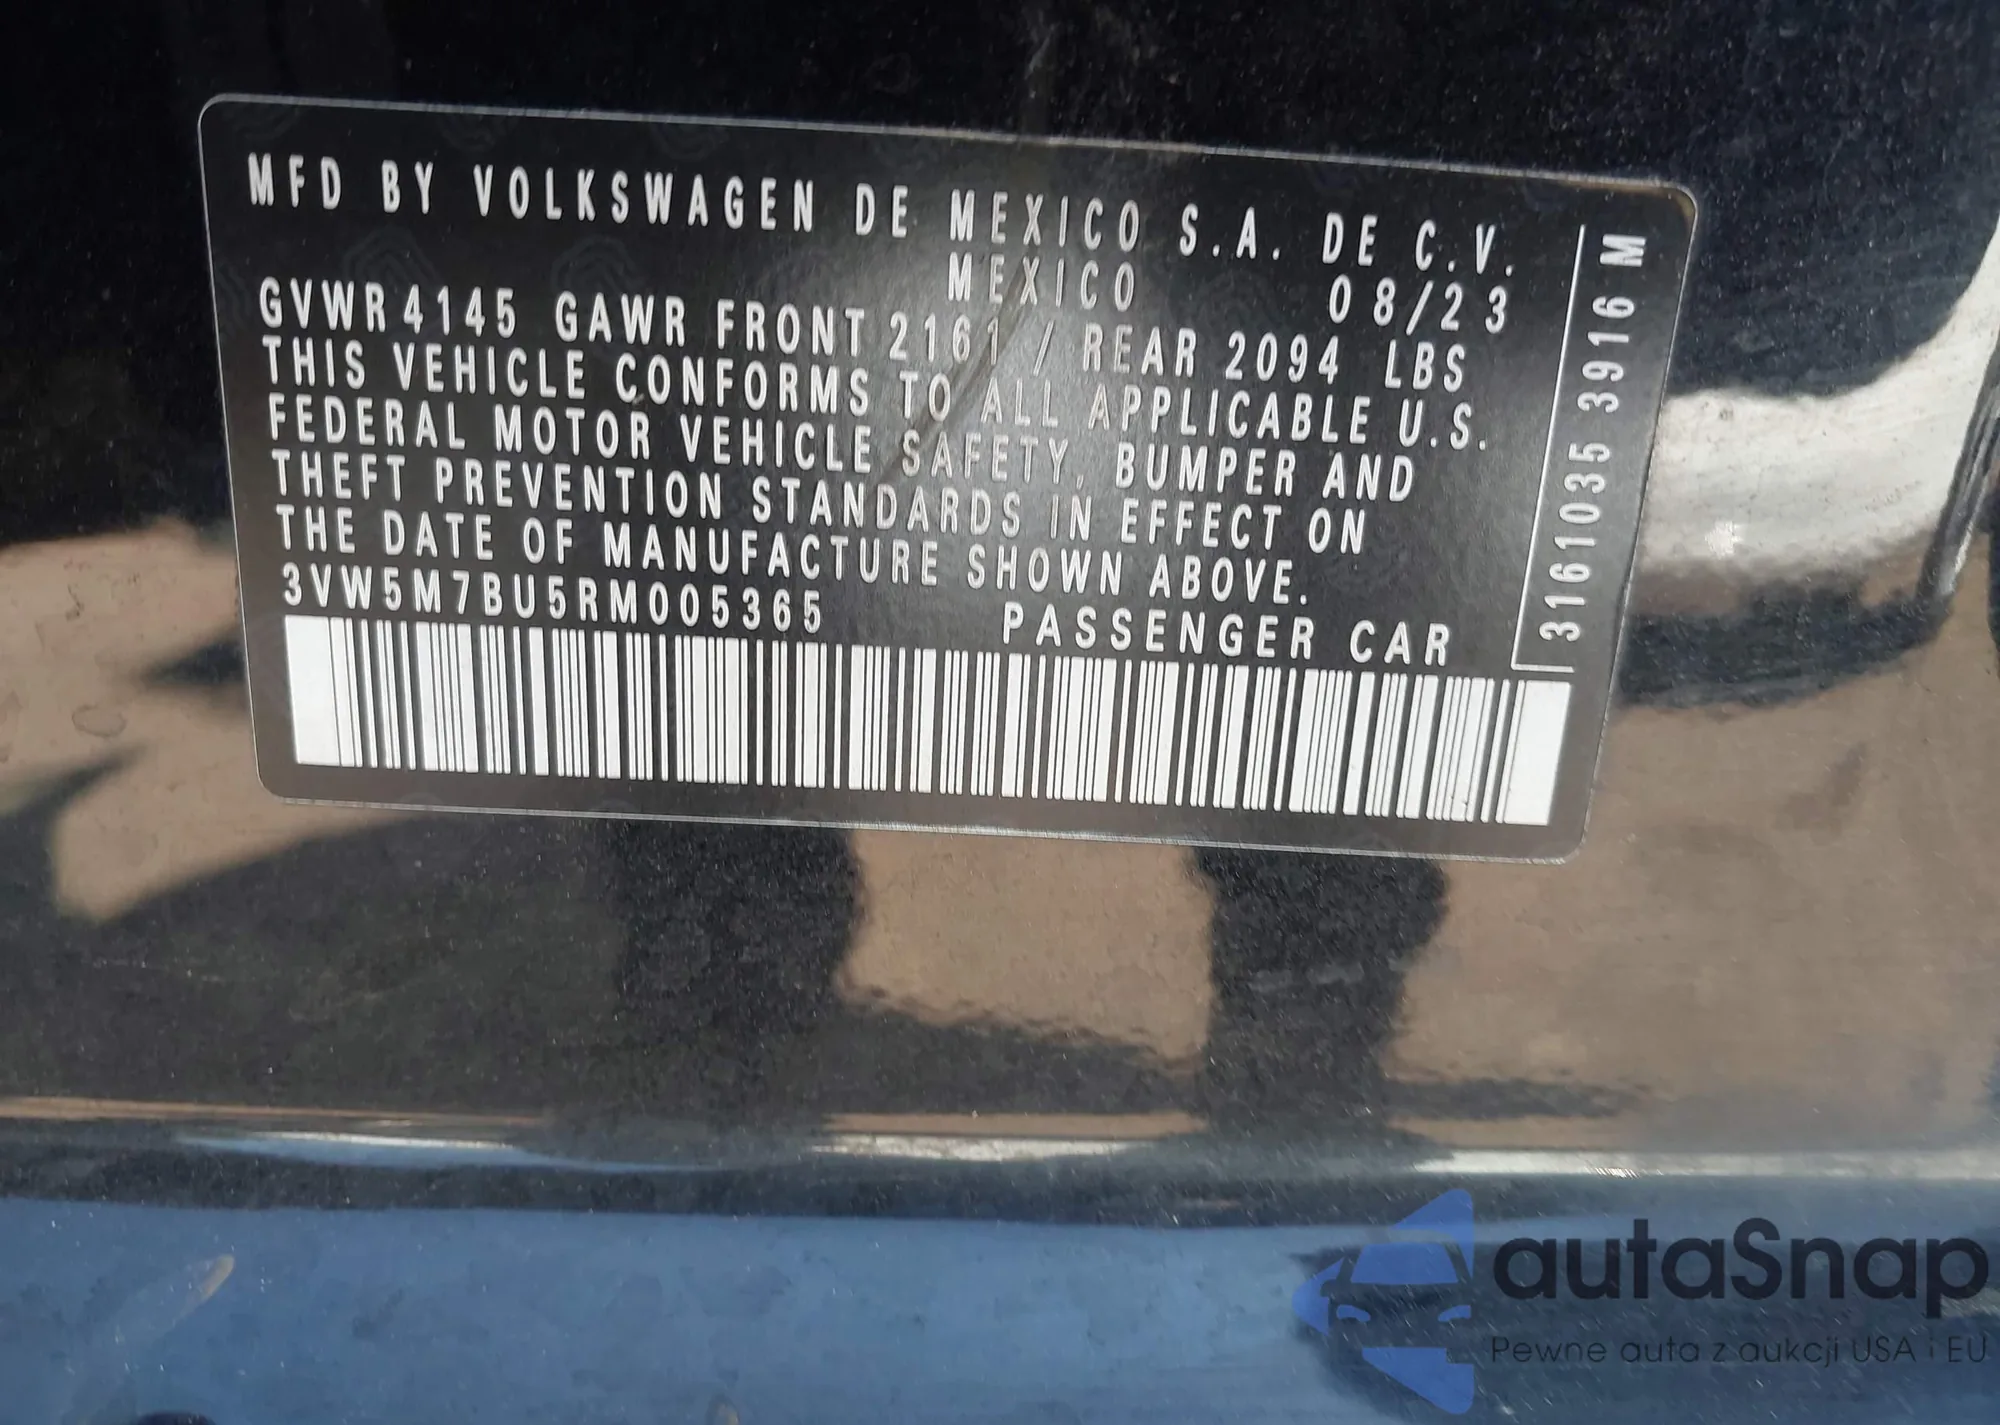 MFD BY VOLKSWAGEN DE MEXICO S.A. DE C.V.
MEXICO 08/23
GVWR 4145 GAWR FRONT 2161 / REAR 2094 LBS
THIS VEHICLE CONFORMS TO ALL APPLICABLE U.S.
FEDERAL MOTOR VEHICLE SAFETY, BUMPER AND
THEFT PREVENTION STANDARDS IN EFFECT ON
THE DATE OF MANUFACTURE SHOWN ABOVE.
3VW5M7BU5RM005365 PASSENGER CAR
3161035 3916 M
autaSnap
Pewne auta z aukcji USA i EU